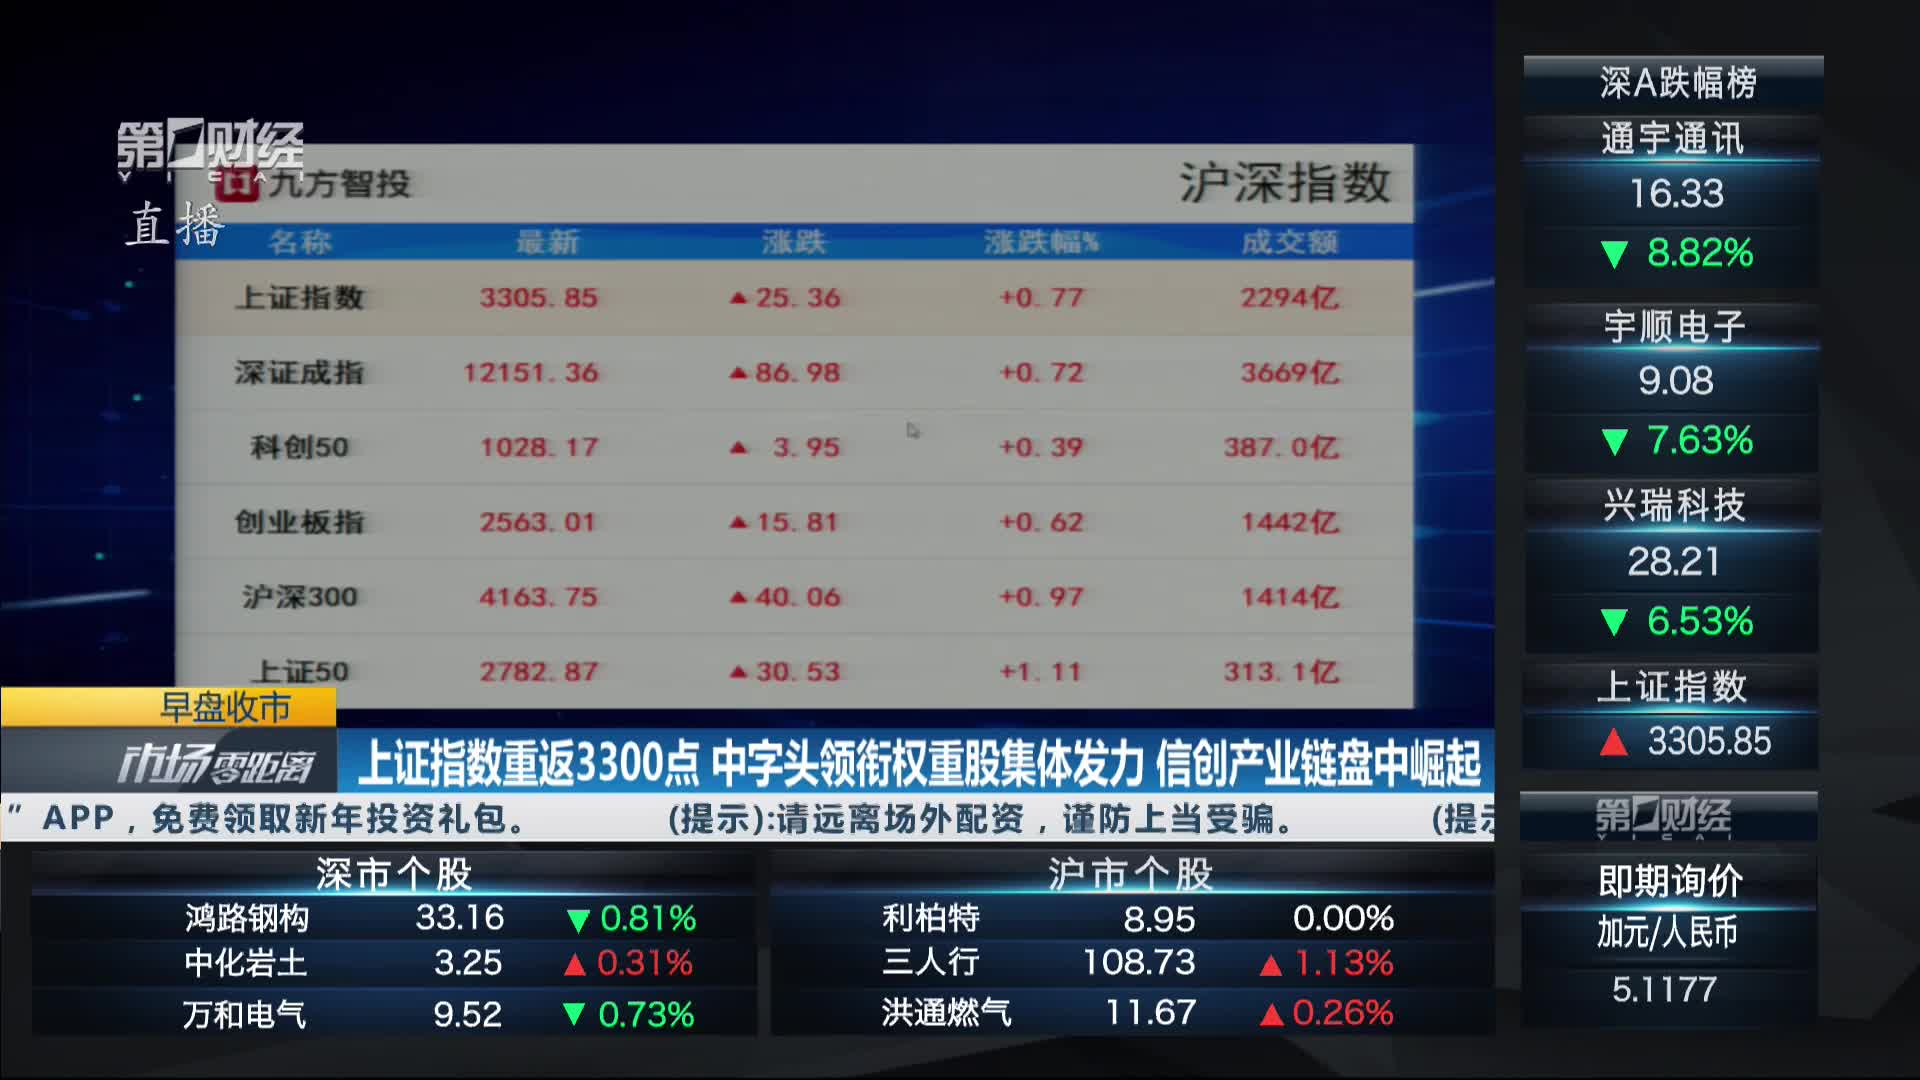 第一财经
YICAI
直播
九方智投
沪深指数
名称 最新 涨跌 涨跌幅% 成交额
上证指数 3305.85 ▲25.36 +0.77 2294亿
深证成指 12151.36 ▲86.98 +0.72 3669亿
科创50 1028.17 ▲ 3.95 +0.39 387.0亿
创业板指 2563.01 ▲15.81 +0.62 1442亿
沪深300 4163.75 ▲40.06 +0.97 1414亿
上证50 2782.87 ▲30.53 +1.11 313.1亿
早盘收市
市场零距离
上证指数重返3300点 中字头领衔权重股集体发力 信创产业链盘中崛起
”APP，免费领取新年投资礼包。 (提示):请远离场外配资，谨防上当受骗。 (提示
深市个股
鸿路钢构 33.16 ▼0.81%
中化岩土 3.25 ▲0.31%
万和电气 9.52 ▼0.73%
沪市个股
利柏特 8.95 0.00%
三人行 108.73 ▲1.13%
洪通燃气 11.67 ▲0.26%
深A跌幅榜
通宇通讯
16.33
▼ 8.82%
宇顺电子
9.08
▼ 7.63%
兴瑞科技
28.21
▼ 6.53%
上证指数
▲ 3305.85
第一财经
YICAI
即期询价
加元/人民币
5.1177